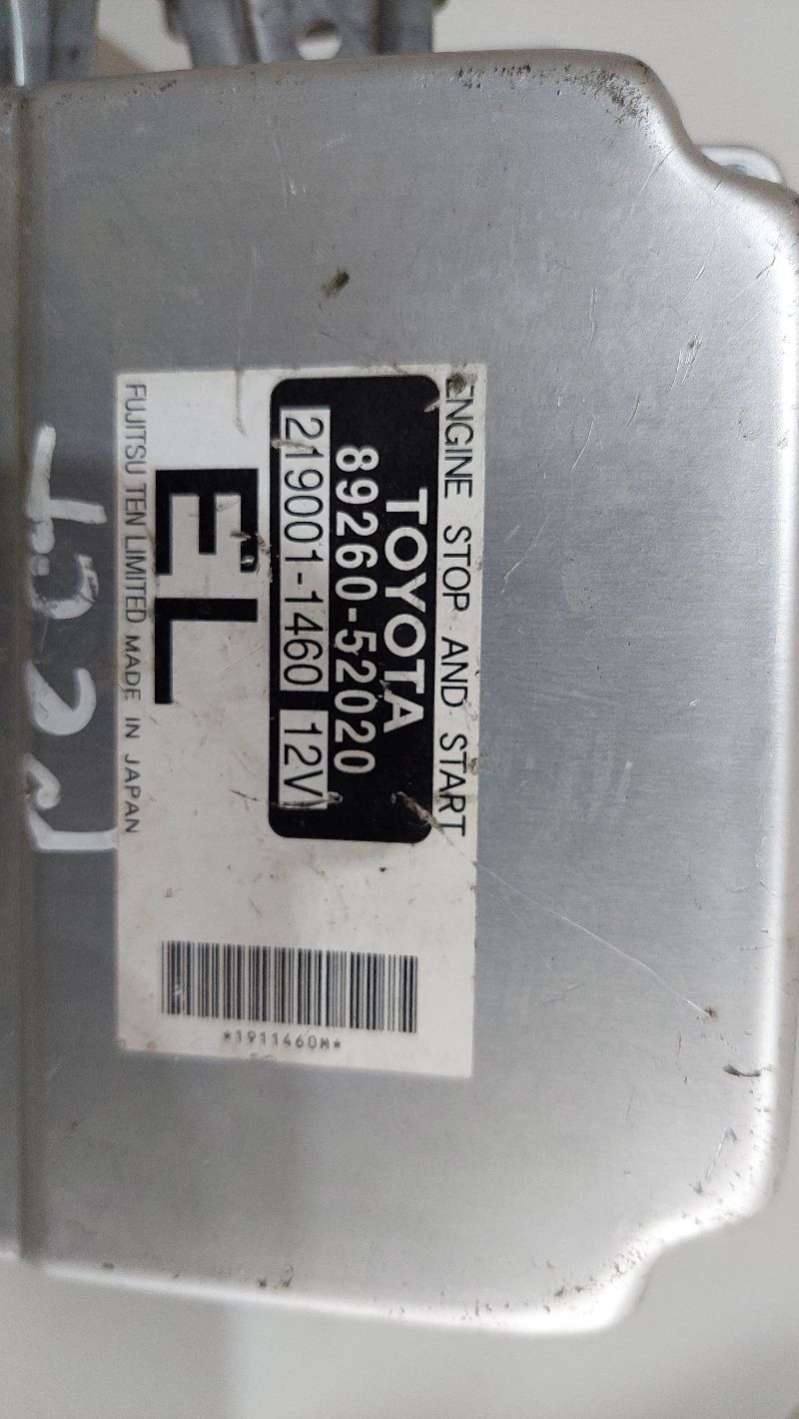 ENGINE STOP AND START
TOYOTA
89260-52020
219001-1460 12V
EL
FUJITSU TEN LIMITED MADE IN JAPAN
*1911460M*